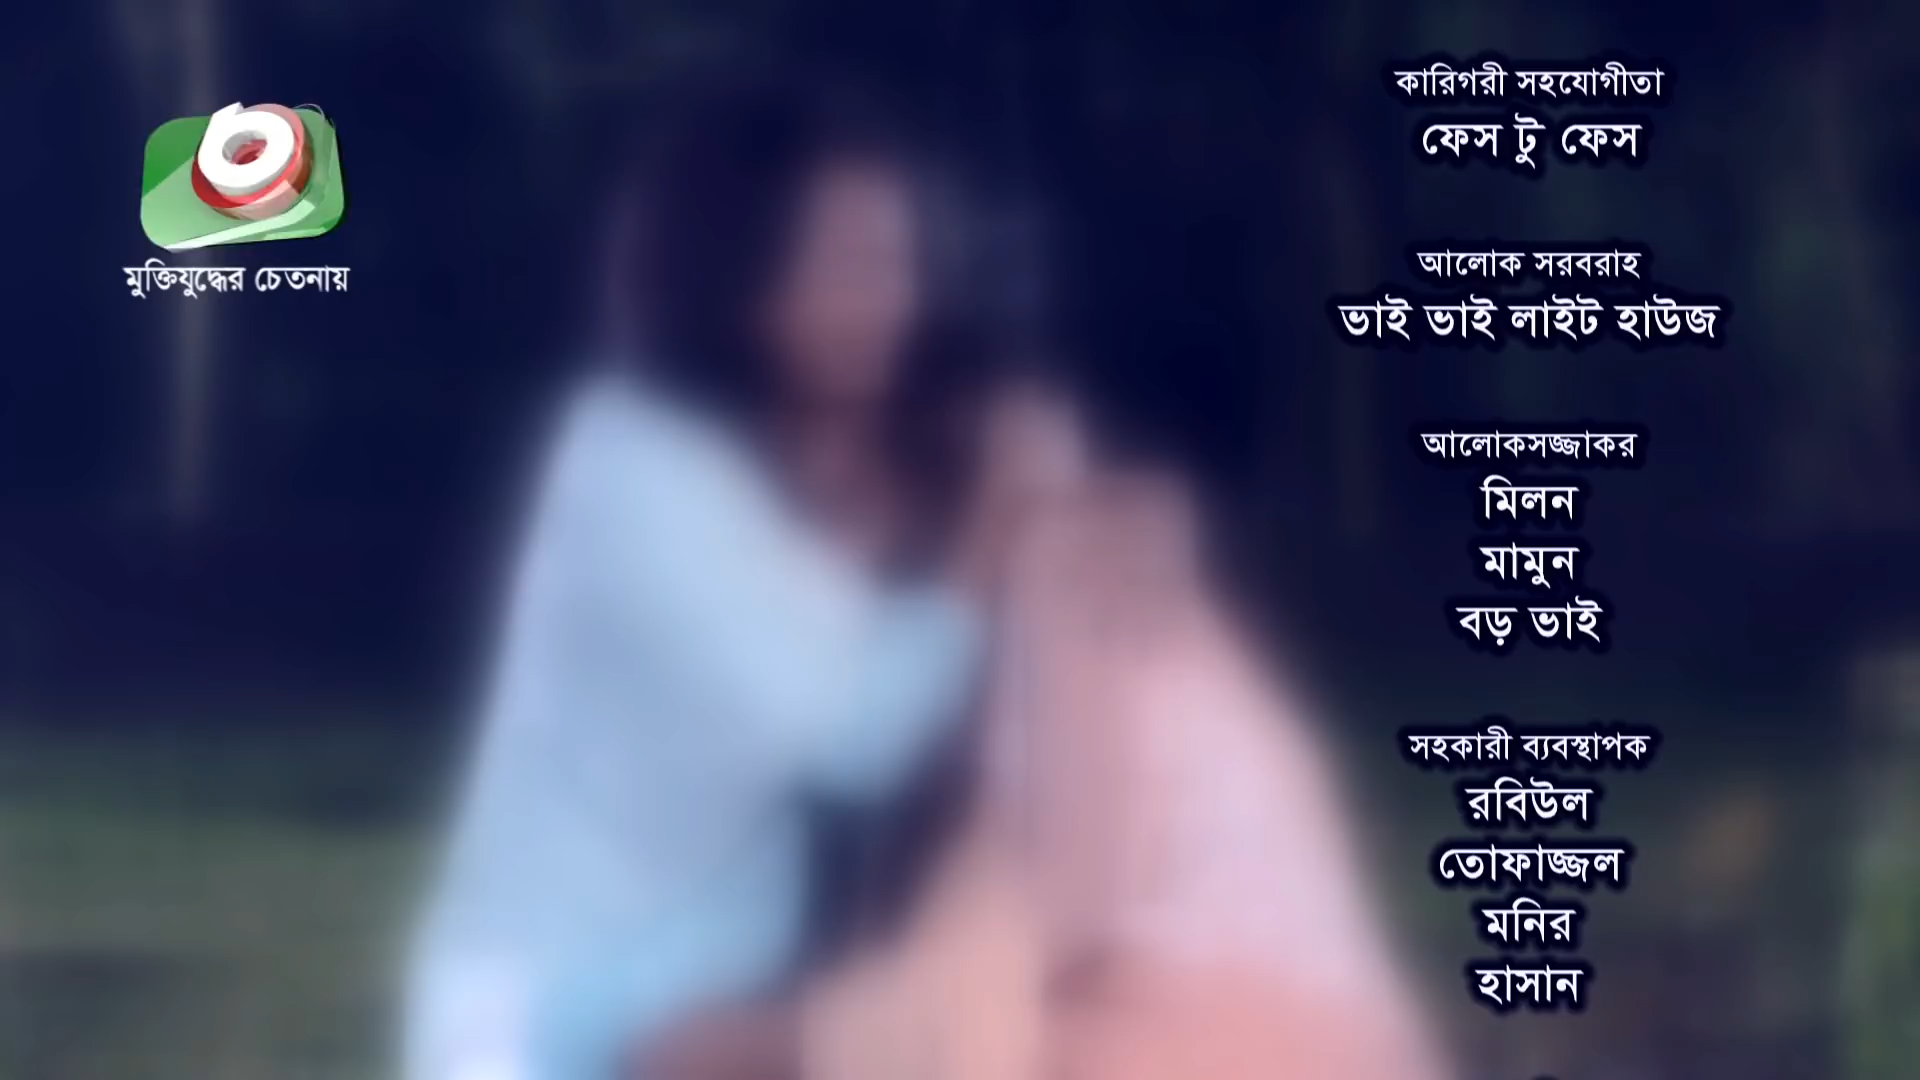 মুক্তিযুদ্ধের চেতনায়
কারিগরী সহযোগীতা
ফেস টু ফেস
আলোক সরবরাহ
ভাই ভাই লাইট হাউজ
আলোকসজ্জাকর
মিলন
মামুন
বড় ভাই
সহকারী ব্যবস্থাপক
রবিউল
তোফাজ্জল
মনির
হাসান